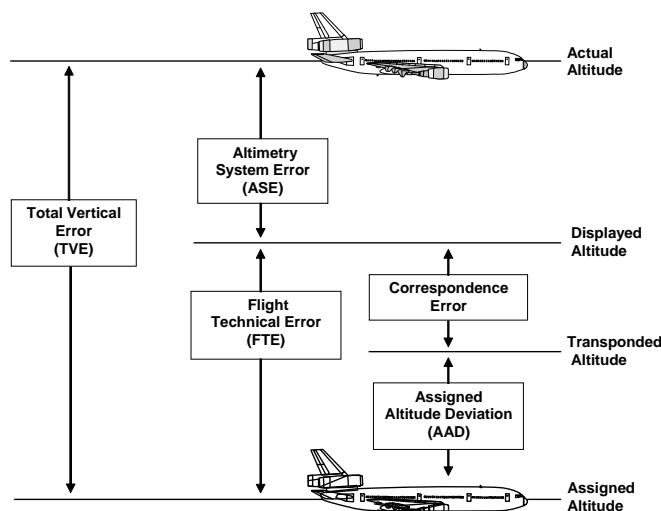 Actual
Altitude
Altimetry
System Error
(ASE)
Total Vertical
Error
(TVE)
Displayed
Altitude
Correspondence
Error
Flight
Technical Error
(FTE)
Transponded
Altitude
Assigned
Altitude Deviation
(AAD)
Assigned
Altitude